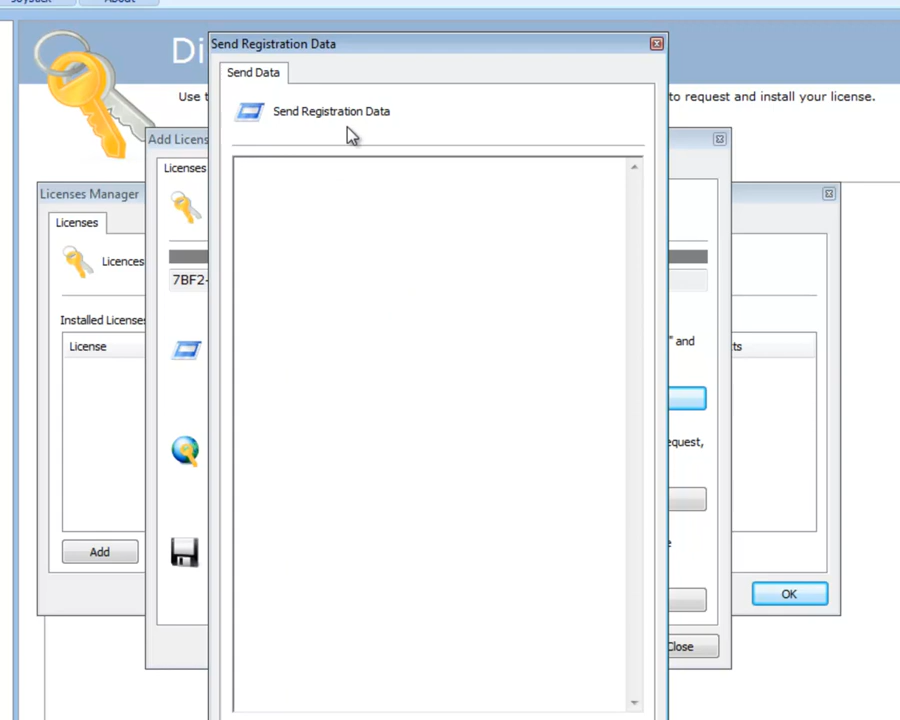 About
Send Registration Data
Di
Send Data
Use t
to request and install your license.
Send Registration Data
Add Licens
Licenses
Licenses Manager
Licenses
Licences
7BF2-
Installed Licenses
" and
License
ts
equest,
Add
e
OK
Close